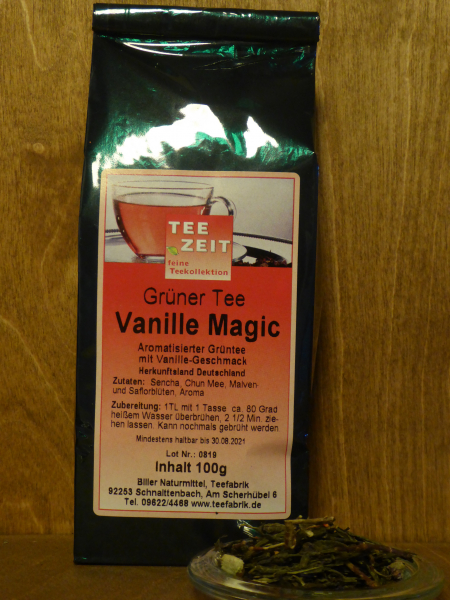 TEE
ZEIT
feine
Teekollektion
Grüner Tee
Vanille Magic
Aromatisierter Grüntee
mit Vanille-Geschmack
Herkunftsland Deutschland
Zutaten: Sencha, Chun Mee, Malven
und Saflorblüten, Aroma
Zubereitung: 1TL mit 1 Tasse ca. 80 Grad
heißem Wasser überbrühen, 2 1/2 Min. zie-
hen lassen. Kann nochmals gebrüht werden
Mindestens haltbar bis 30.08.2021
Lot Nr.: 0819
Inhalt 100g
Biller Naturmittel, Teefabrik
92253 Schnaittenbach, Am Scherhübel 6
Tel. 09622/4468 www.teefabrik.de